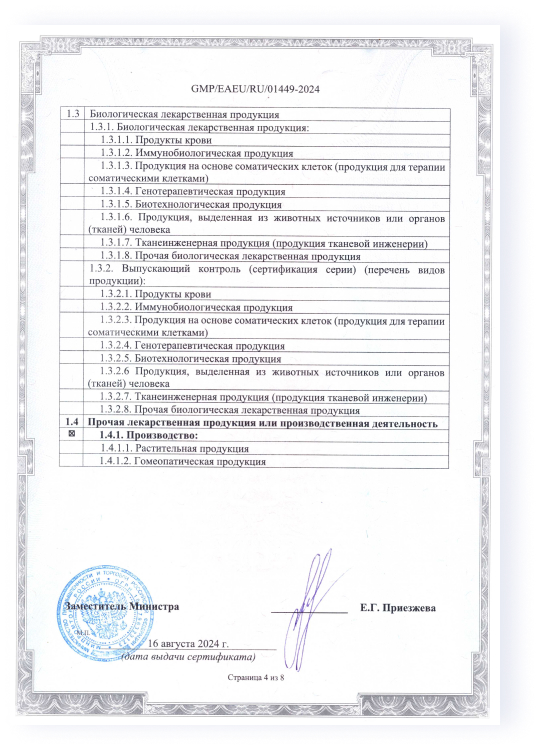 GMP/EAEU/RU/01449-2024
1.3 Биологическая лекарственная продукция
1.3.1. Биологическая лекарственная продукция:
1.3.1.1. Продукты крови
1.3.1.2. Иммунобиологическая продукция
1.3.1.3. Продукция на основе соматических клеток (продукция для терапии
соматическими клетками)
1.3.1.4. Генотерапевтическая продукция
1.3.1.5. Биотехнологическая продукция
1.3.1.6. Продукция, выделенная из животных источников или органов
(тканей) человека
1.3.1.7. Тканеинженерная продукция (продукция тканевой инженерии)
1.3.1.8. Прочая биологическая лекарственная продукция
1.3.2. Выпускающий контроль (сертификация серии) (перечень видов
продукции):
1.3.2.1. Продукты крови
1.3.2.2. Иммунобиологическая продукция
1.3.2.3. Продукция на основе соматических клеток (продукция для терапии
соматическими клетками)
1.3.2.4. Генотерапевтическая продукция
1.3.2.5. Биотехнологическая продукция
1.3.2.6 Продукция, выделенная из животных источников или органов
(тканей) человека
1.3.2.7. Тканеинженерная продукция (продукция тканевой инженерии)
1.3.2.8. Прочая биологическая лекарственная продукция
1.4 Прочая лекарственная продукция или производственная деятельность
☒ 1.4.1. Производство:
1.4.1.1. Растительная продукция
1.4.1.2. Гомеопатическая продукция
Заместитель Министра Е.Г. Приезжева
М.П.
16 августа 2024 г.
(дата выдачи сертификата)
Страница 4 из 8